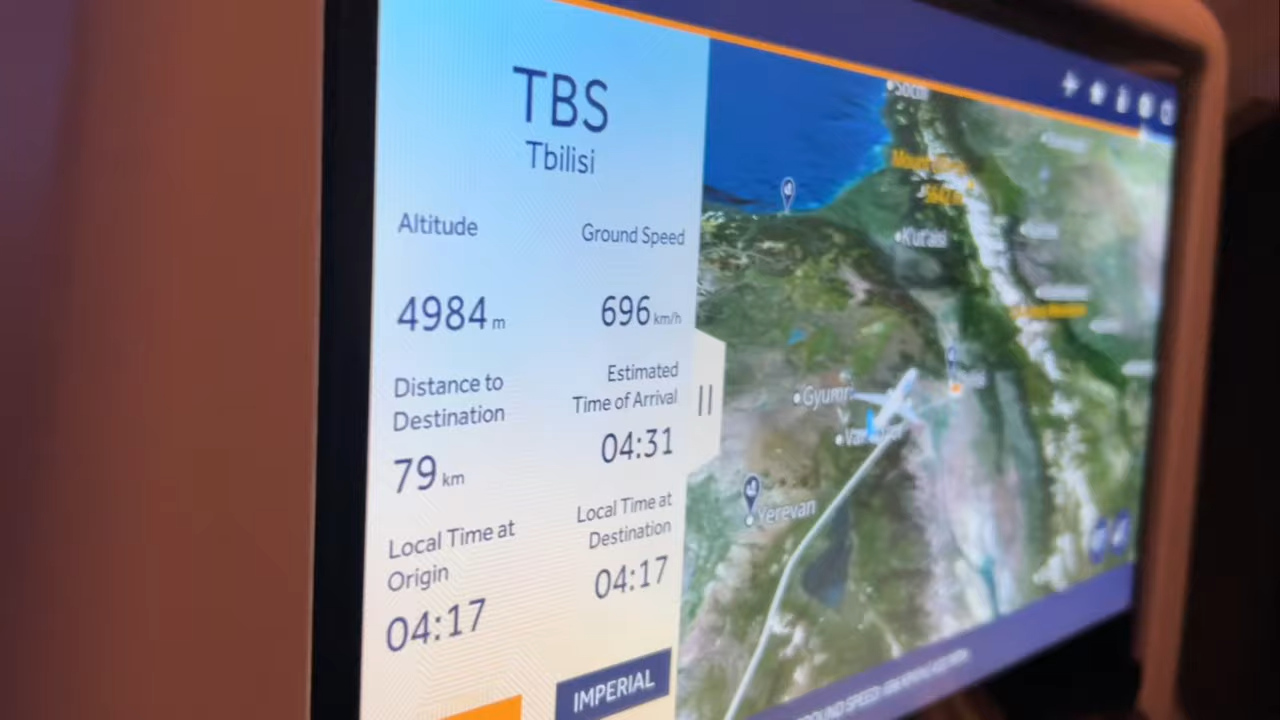 TBS
Tbilisi
Altitude
Ground Speed
4984 m
696 km/h
Distance to
Destination
79 km
Estimated
Time of Arrival
04:31
Local Time at
Origin
04:17
Local Time at
Destination
04:17
IMPERIAL
Sochi
Kutaisi
Gyumri
Yerevan